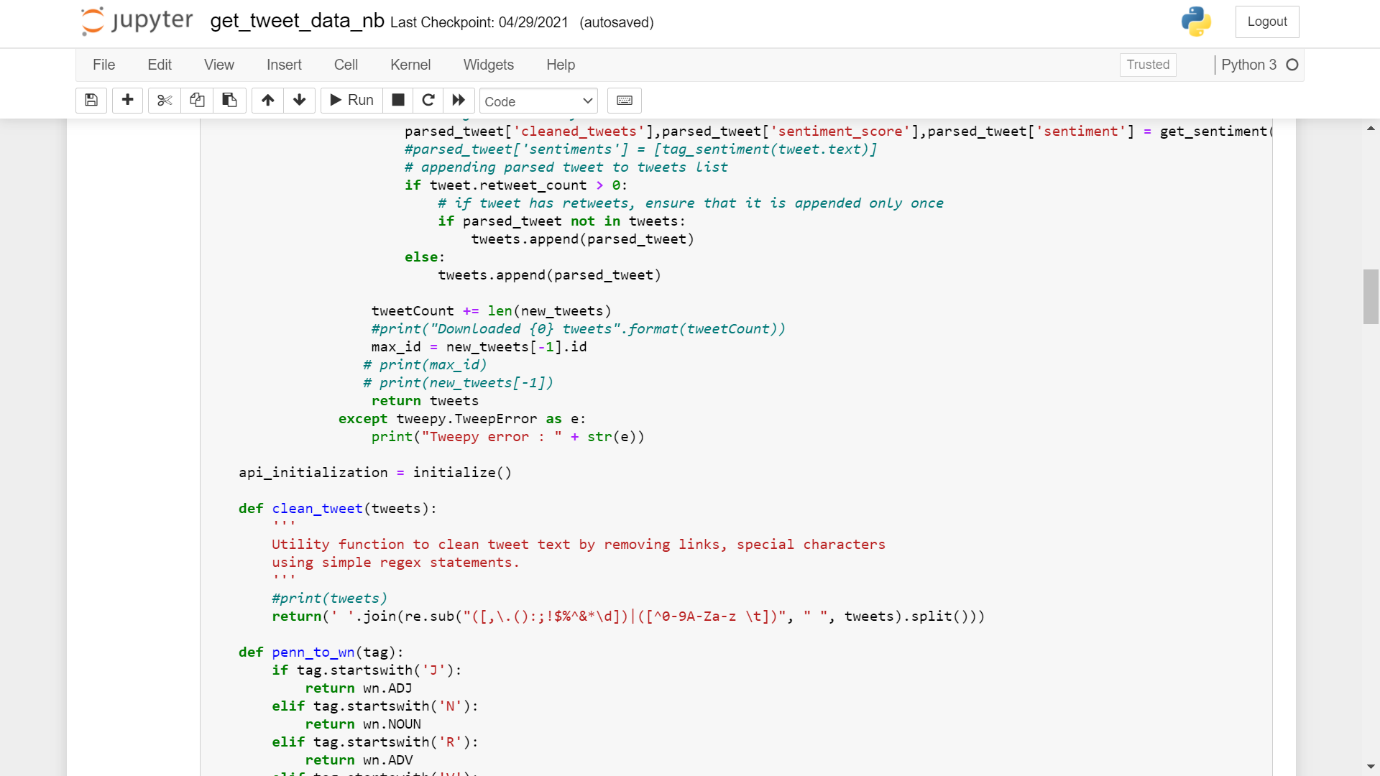 jupyter get_tweet_data_nb Last Checkpoint: 04/29/2021 (autosaved)
Logout
File Edit View Insert Cell Kernel Widgets Help
Trusted
Python 3
Run
Code
parsed_tweet['cleaned_tweets'],parsed_tweet['sentiment_score'],parsed_tweet['sentiment'] = get_sentiment(
#parsed_tweet['sentiments'] = [tag_sentiment(tweet.text)]
# appending parsed tweet to tweets list
if tweet.retweet_count > 0:
# if tweet has retweets, ensure that it is appended only once
if parsed_tweet not in tweets:
tweets.append(parsed_tweet)
else:
tweets.append(parsed_tweet)
tweetCount += len(new_tweets)
#print("Downloaded {0} tweets".format(tweetCount))
max_id = new_tweets[-1].id
# print(max_id)
# print(new_tweets[-1])
return tweets
except tweepy.TweepError as e:
print("Tweepy error : " + str(e))
api_initialization = initialize()
def clean_tweet(tweets):
'''
Utility function to clean tweet text by removing links, special characters
using simple regex statements.
'''
#print(tweets)
return(' '.join(re.sub("([,\.():;!$%^&*\d])|([^0-9A-Za-z \t])", " ", tweets).split()))
def penn_to_wn(tag):
if tag.startswith('J'):
return wn.ADJ
elif tag.startswith('N'):
return wn.NOUN
elif tag.startswith('R'):
return wn.ADV